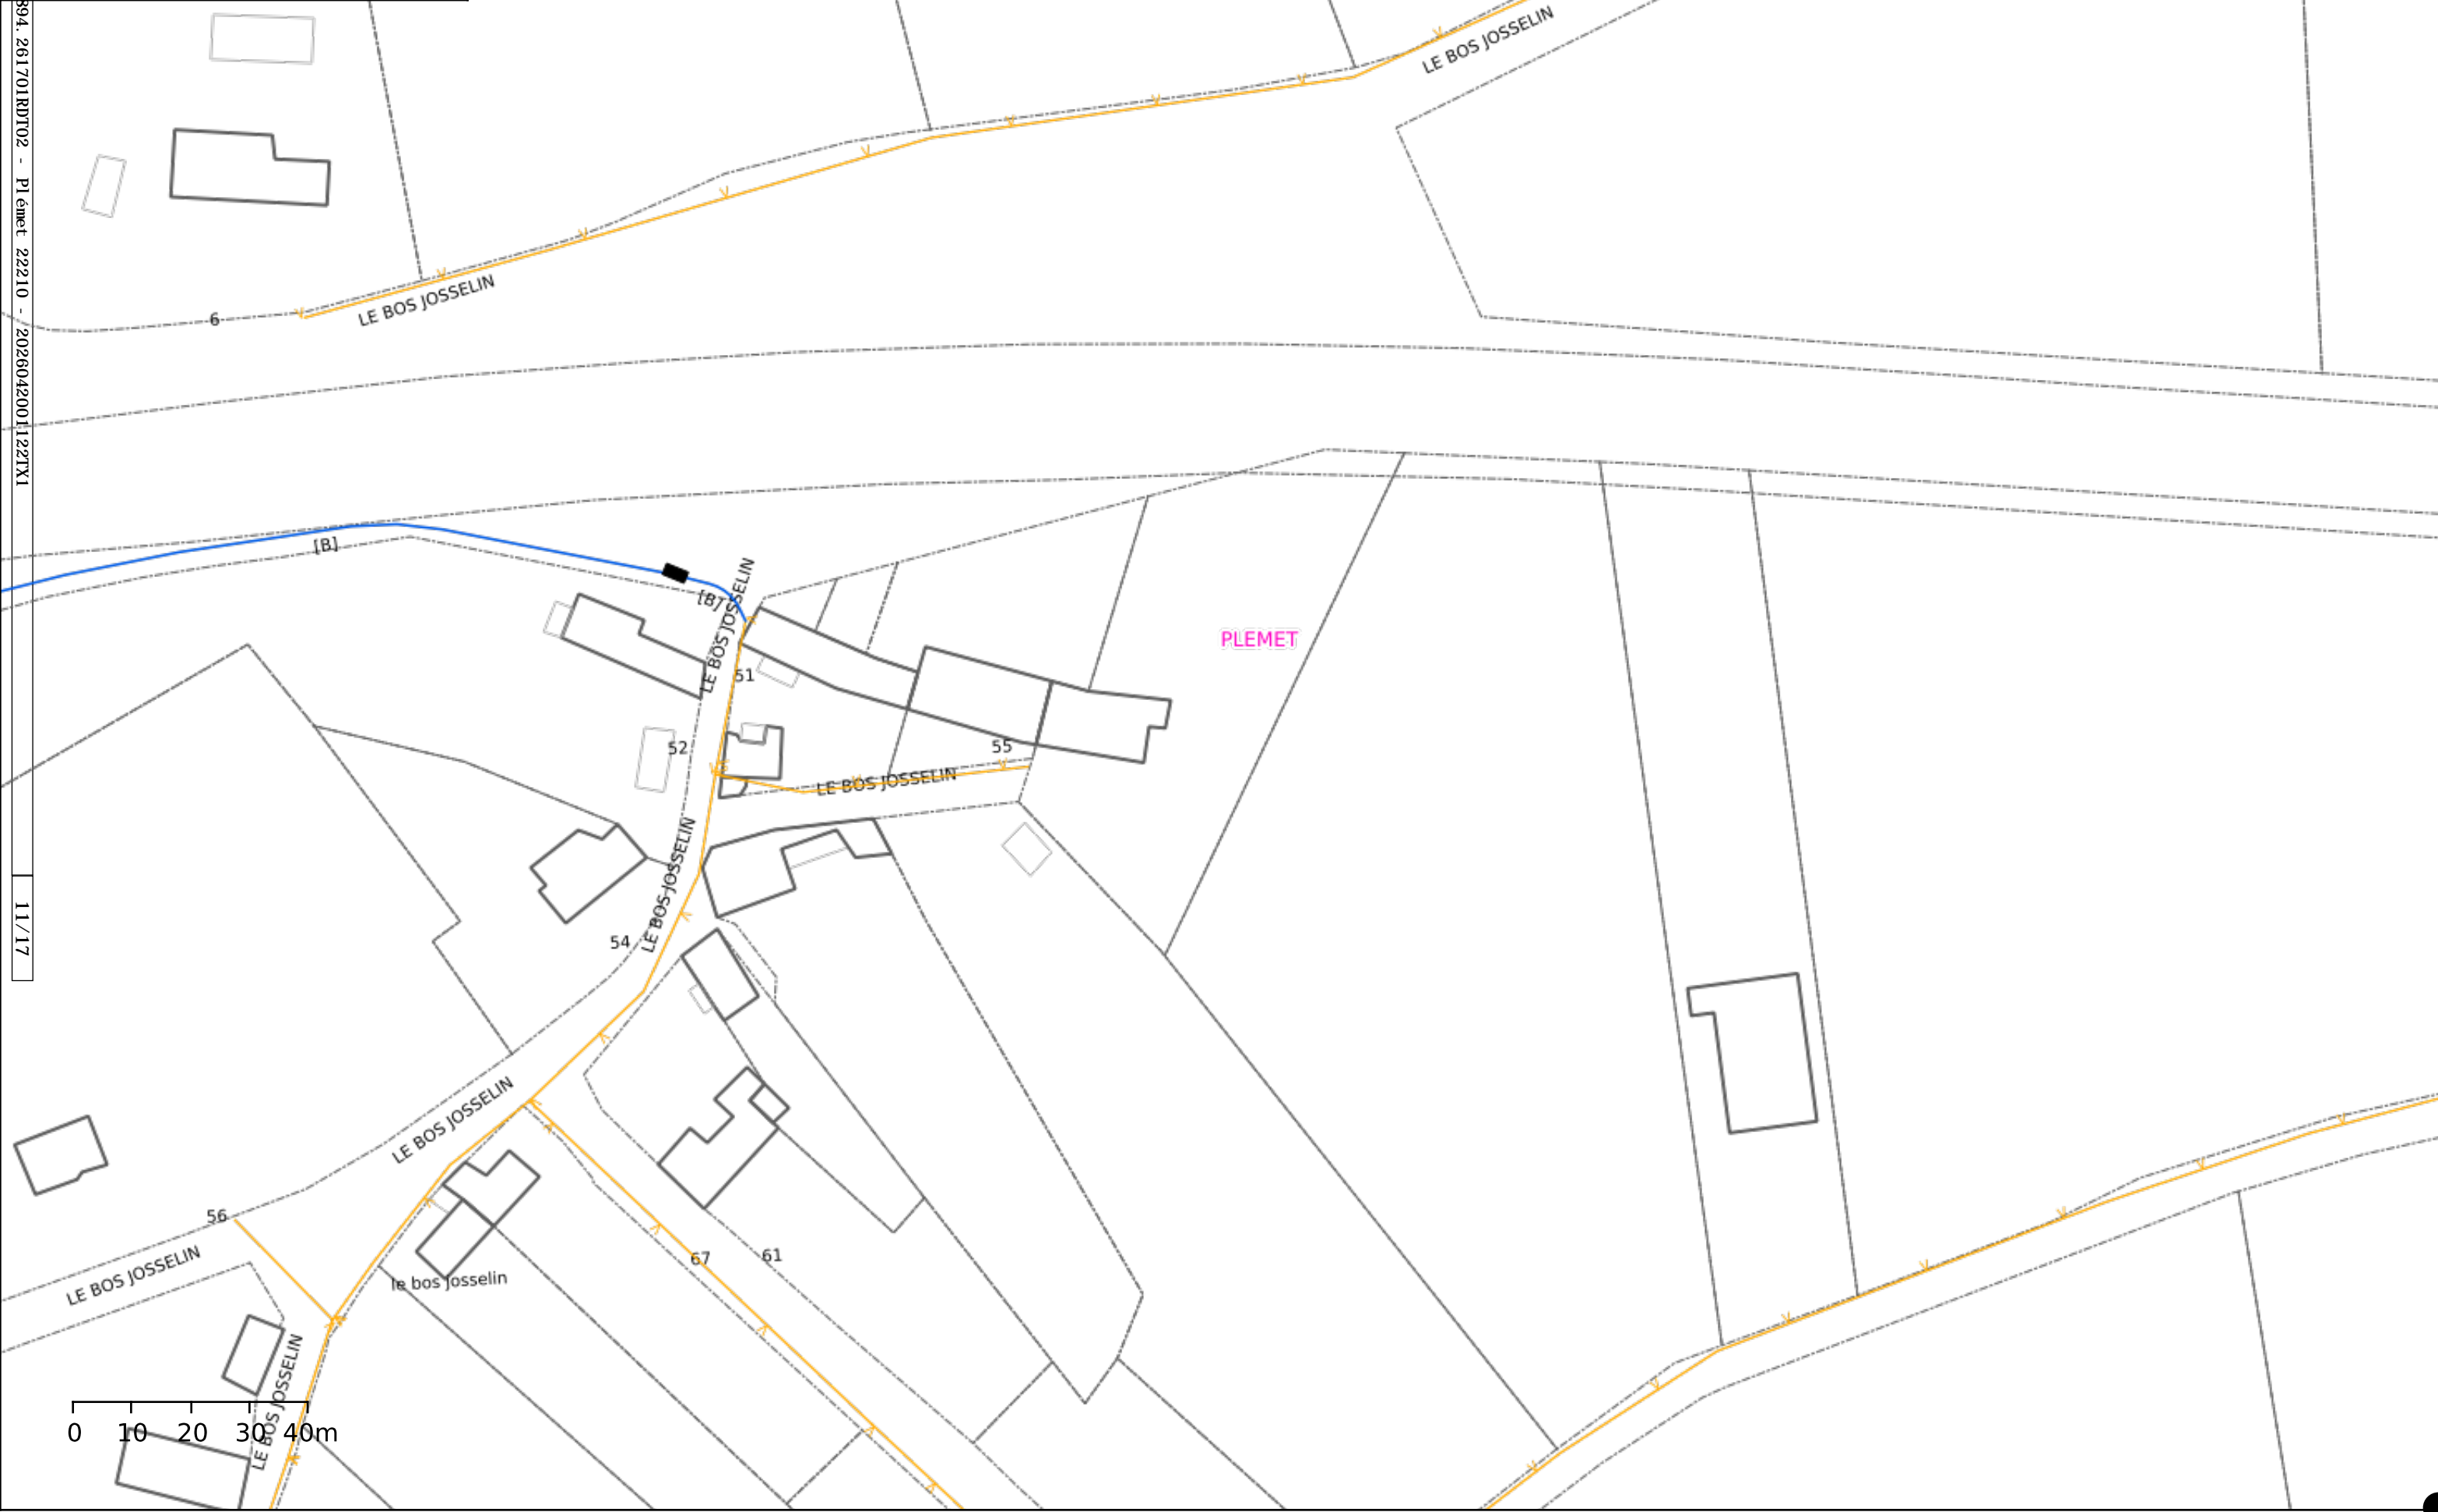 894. 261701RDT02 - Plémet 22210 - 2026042001122TX1
11/17
LE BOS JOSSELIN
LE BOS JOSSELIN
6
[B]
[B]
LE BOS JOSSELIN
PLEMET
51
52
55
LE BOS JOSSELIN
LE BOS JOSSELIN
54
LE BOS JOSSELIN
56
LE BOS JOSSELIN
67
61
le bos josselin
LE BOS JOSSELIN
0 10 20 30 40m